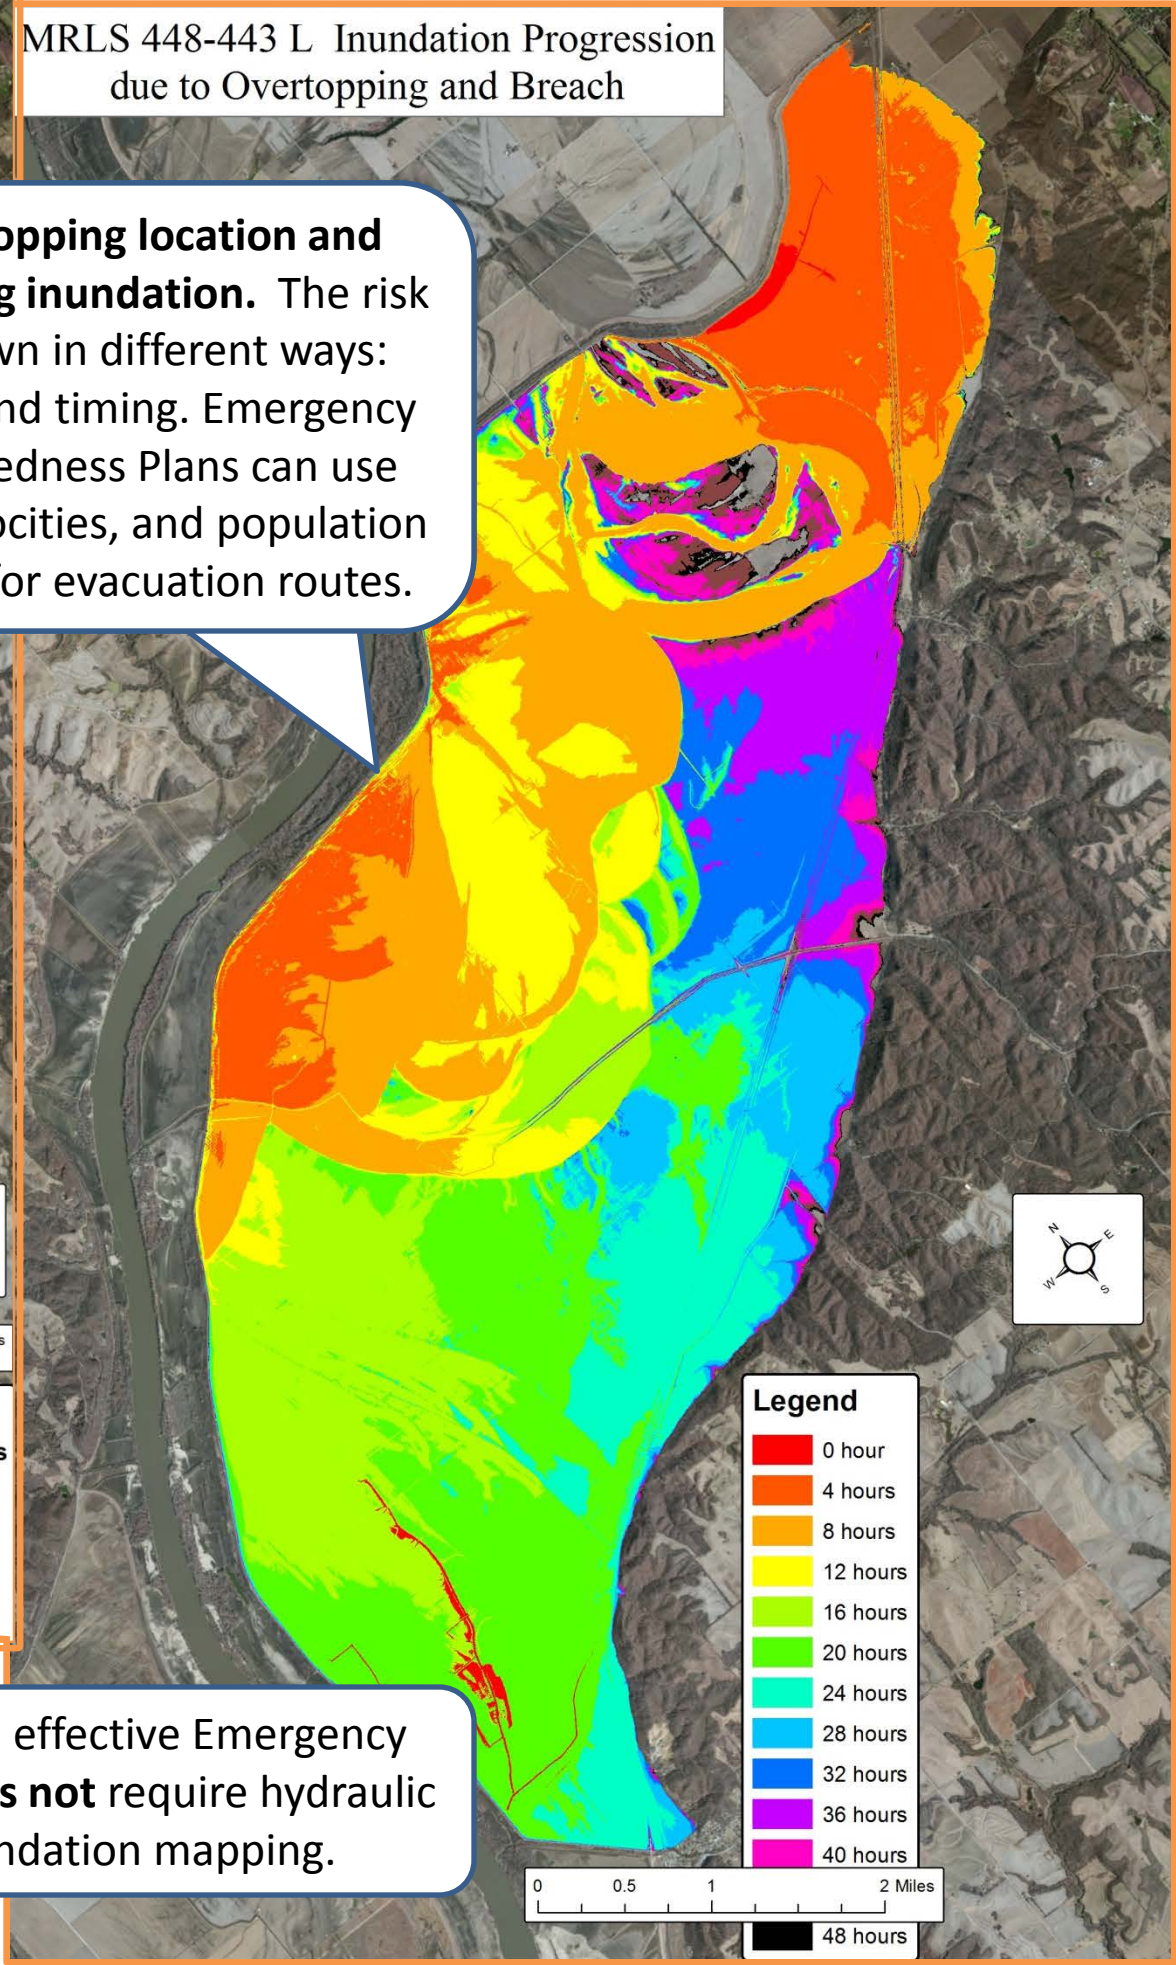 MRLS 448-443 L Inundation Progression
due to Overtopping and Breach
opping location and
g inundation. The risk
wn in different ways:
nd timing. Emergency
edness Plans can use
ocities, and population
for evacuation routes.
N
E
W
S
s
s
Legend
0 hour
4 hours
8 hours
12 hours
16 hours
20 hours
24 hours
28 hours
32 hours
36 hours
40 hours
0 0.5 1 2 Miles
48 hours
effective Emergency
s not require hydraulic
ndation mapping.